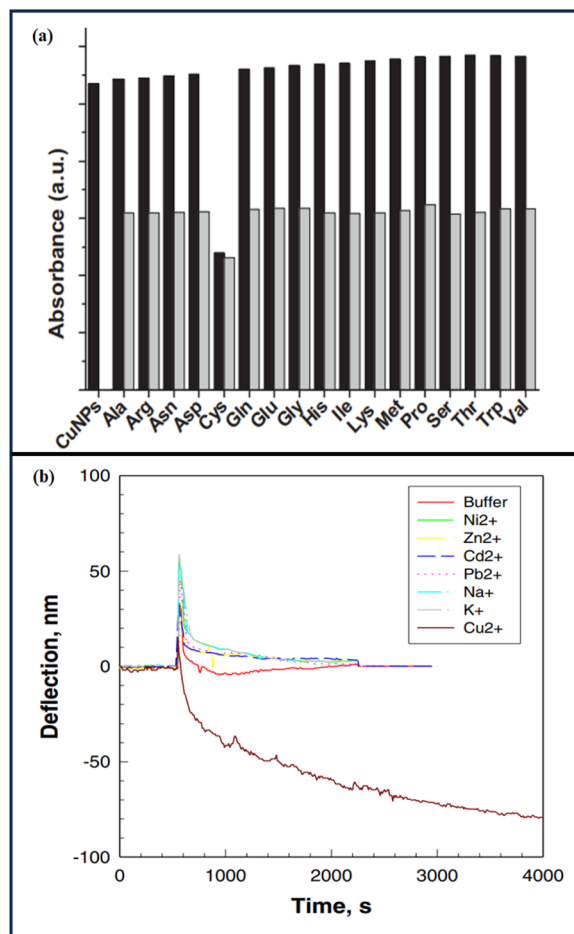 (a)
Absorbance (a.u.)
CuNPs Ala Arg Asn Asp Cys Gln Glu Gly His Ile Lys Met Pro Ser Thr Trp Val
(b)
100
50
0
-50
-100
Deflection, nm
Buffer
Ni2+
Zn2+
Cd2+
Pb2+
Na+
K+
Cu2+
0 1000 2000 3000 4000
Time, s